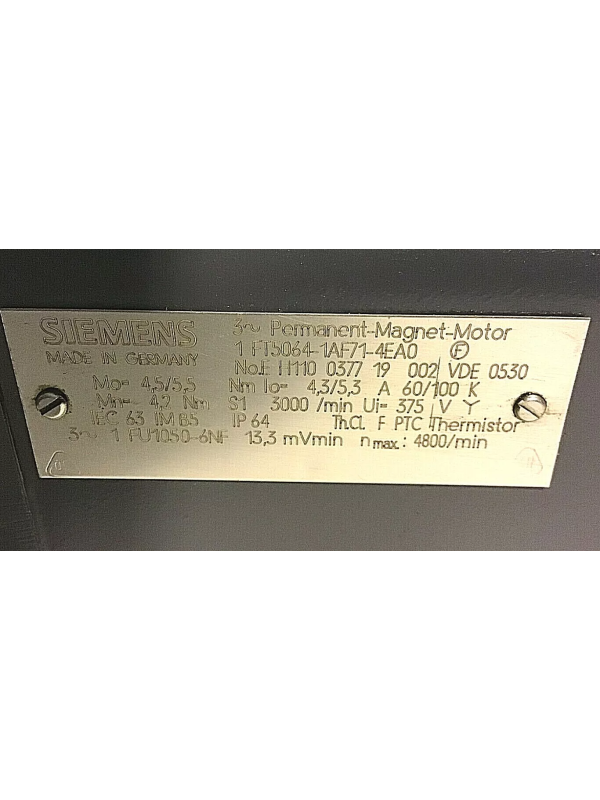 SIEMENS 3~ Permanent-Magnet-Motor
MADE IN GERMANY 1 FT5064-1AF71-4EA0 F
No.E H110 0377 19 002 VDE 0530
Mo= 4,5/5,5 Nm Io= 4,3/5,3 A 60/100 K
Mn= 4,2 Nm S1 3000 /min Ui= 375 V Y
IEC 63 IM B5 IP 64 Th.Cl. F PTC Thermistor
3~ 1 FU1050-6NF 13,3 mVmin nmax.: 4800/min